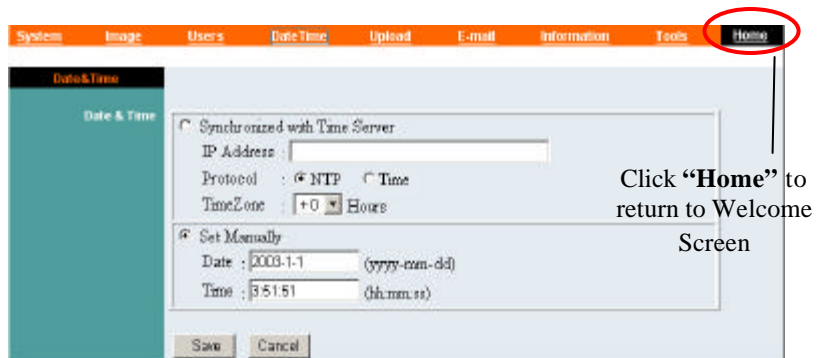 System Image Users DateTime Upload E-mail Information Tools Home
Date&Time
Date & Time
Synchronized with Time Server
IP Address :
Protocol : NTP Time
TimeZone : +0 Hours
Set Manually
Date : 2003-1-1 (yyyy-mm-dd)
Time : 3:51:51 (hh:mm:ss)
Save Cancel
Click “Home” to
return to Welcome
Screen